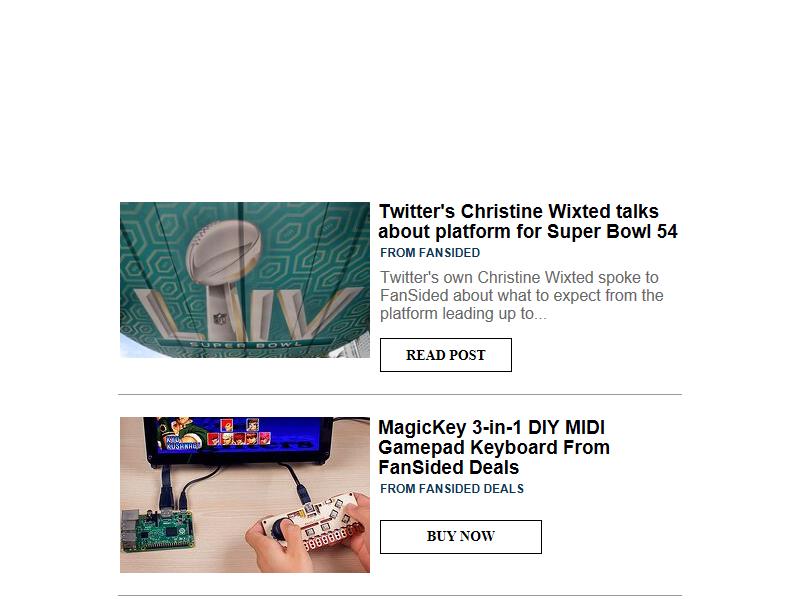 Twitter's Christine Wixted talks
about platform for Super Bowl 54
FROM FANSIDED
Twitter's own Christine Wixted spoke to
FanSided about what to expect from the
platform leading up to...
READ POST
LIV
NFL
SUPER BOWL
MagicKey 3-in-1 DIY MIDI
Gamepad Keyboard From
FanSided Deals
FROM FANSIDED DEALS
BUY NOW